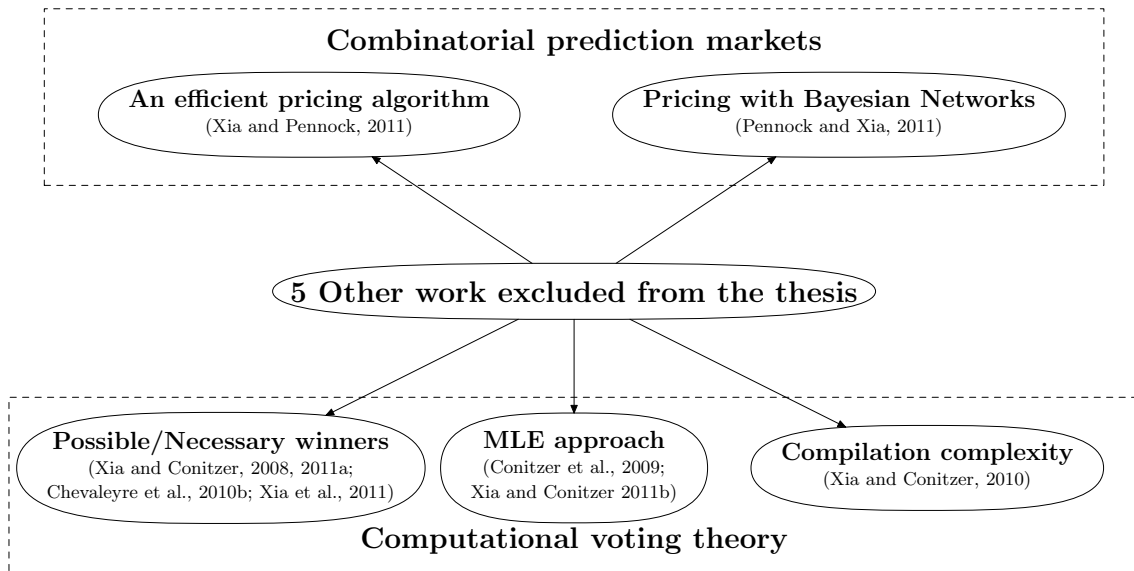 Combinatorial prediction markets
An efficient pricing algorithm
(Xia and Pennock, 2011)
Pricing with Bayesian Networks
(Pennock and Xia, 2011)
5 Other work excluded from the thesis
Possible/Necessary winners
(Xia and Conitzer, 2008, 2011a;
Chevaleyre et al., 2010b; Xia et al., 2011)
MLE approach
(Conitzer et al., 2009;
Xia and Conitzer 2011b)
Compilation complexity
(Xia and Conitzer, 2010)
Computational voting theory